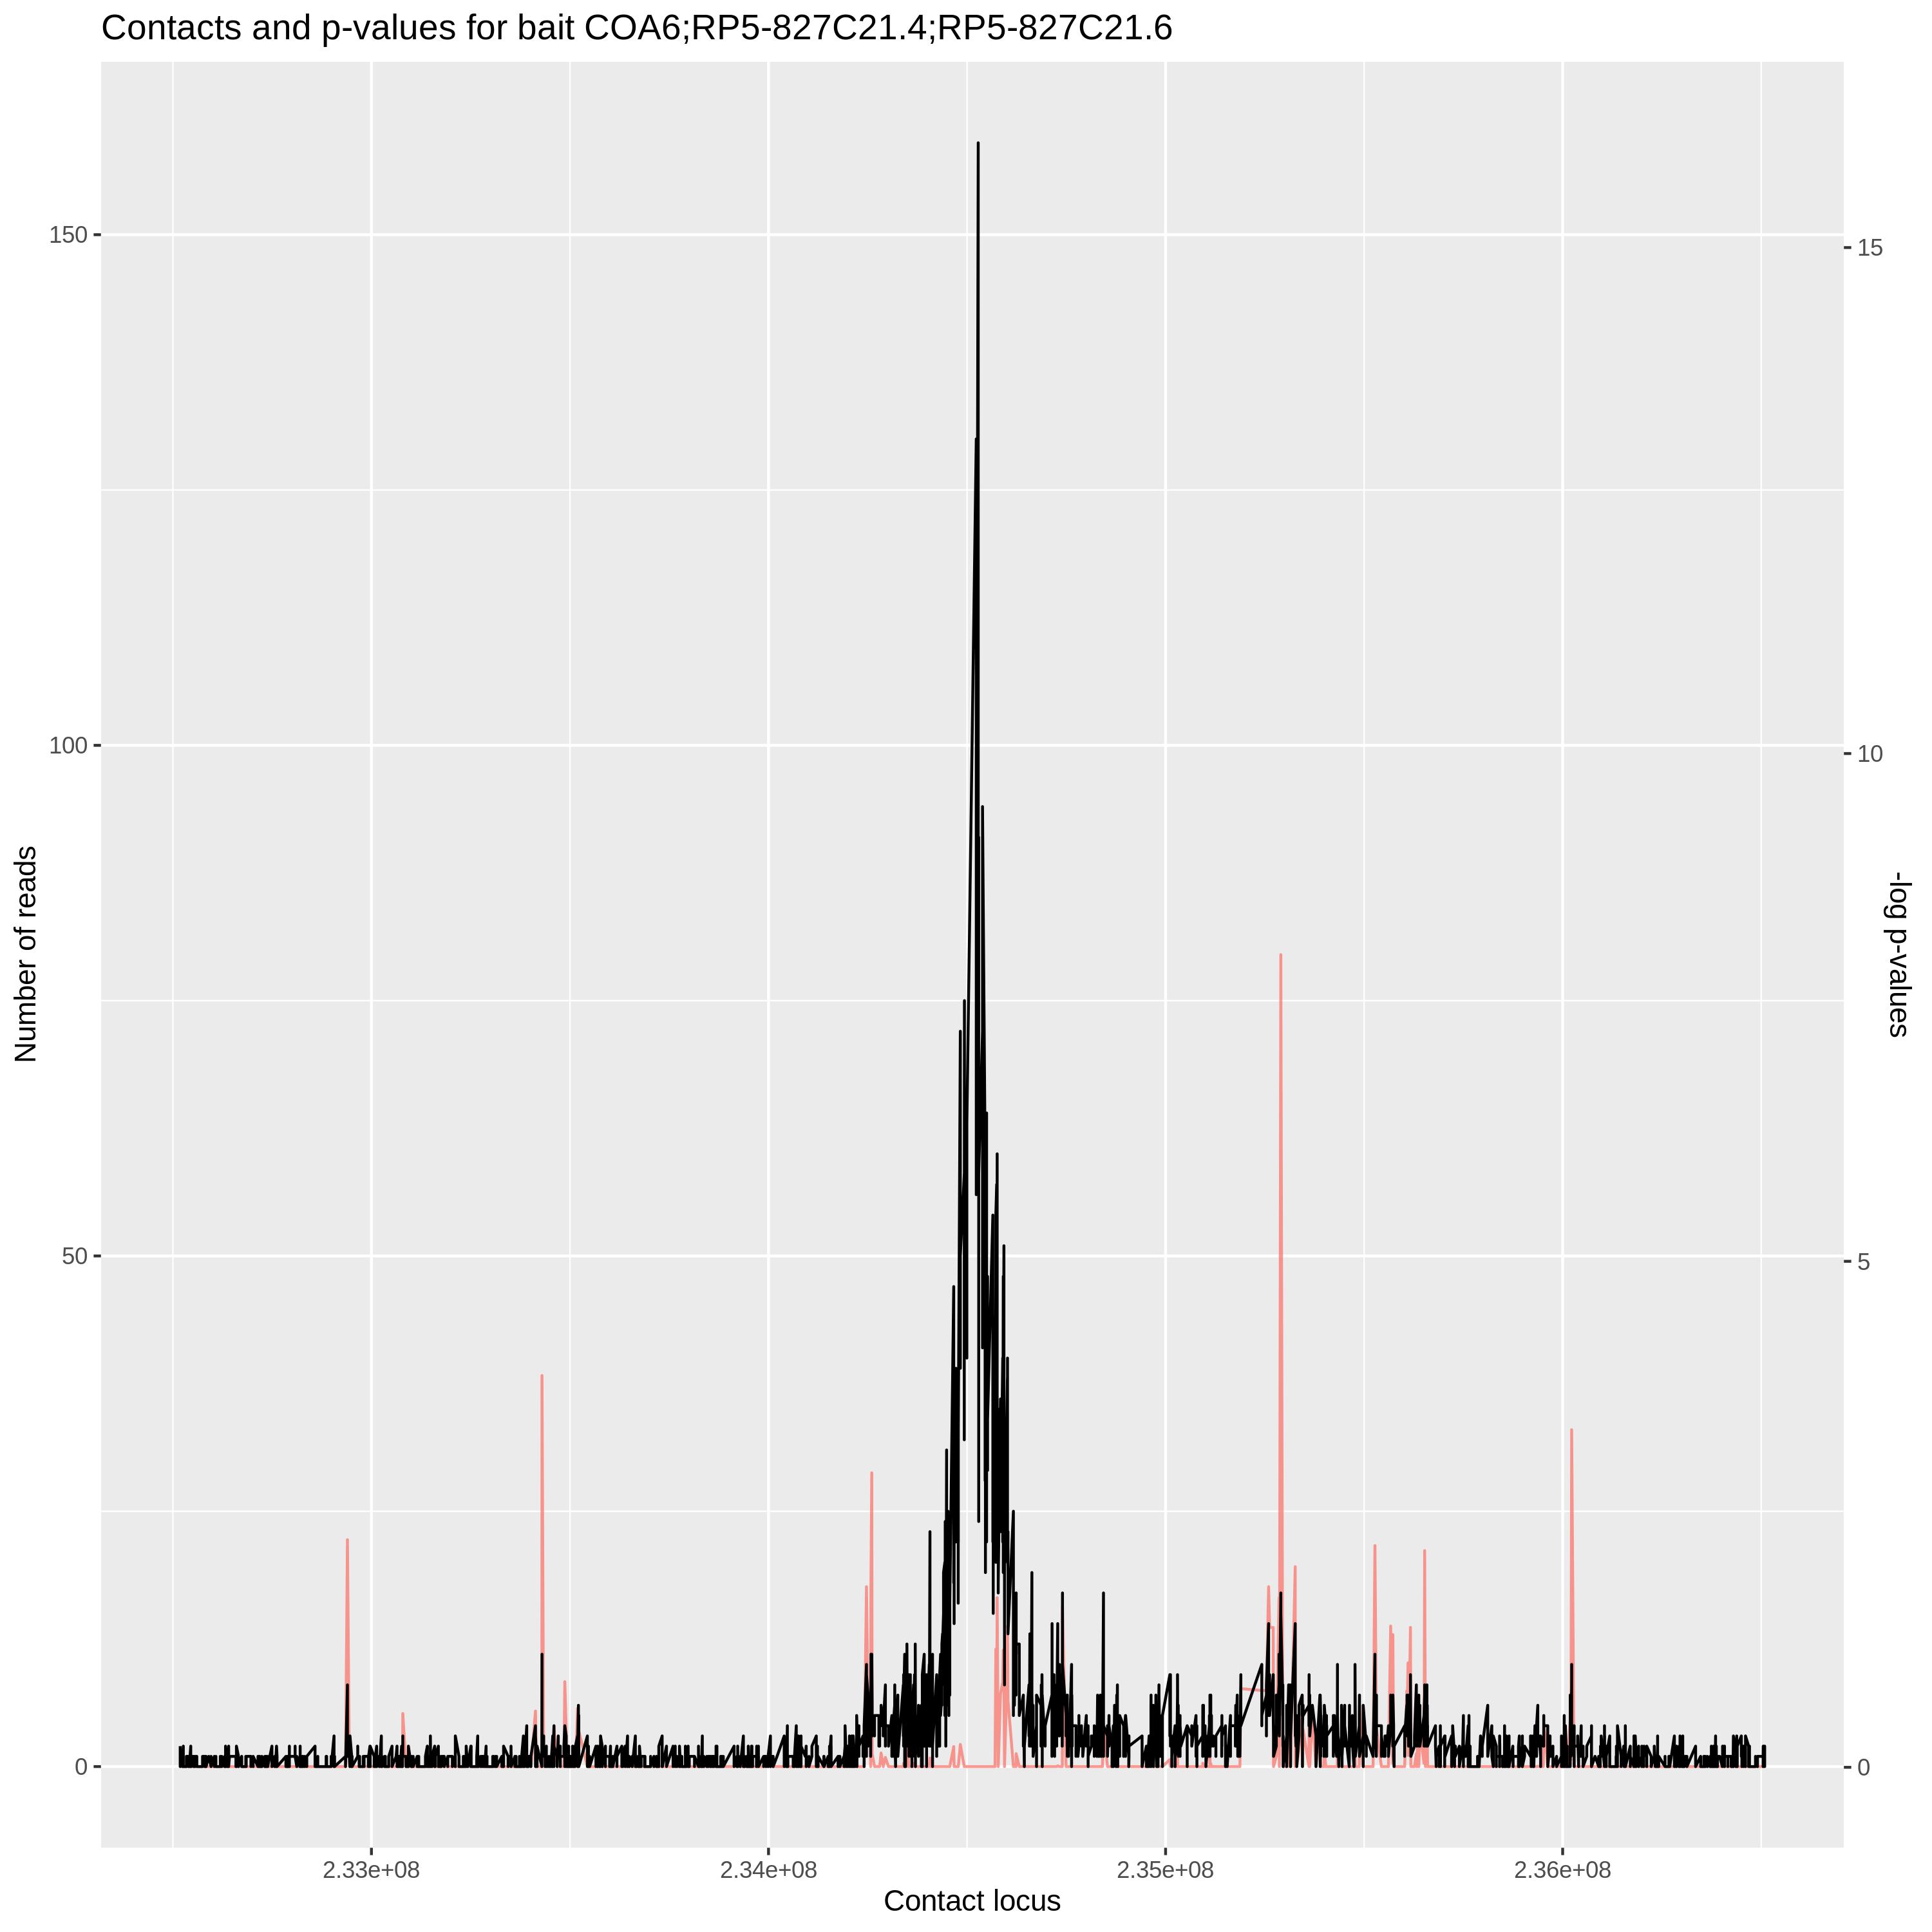 Contacts and p-values for bait COA6;RP5-827C21.4;RP5-827C21.6
150
100
50
0
Number of reads
15
10
5
0
-log p-values
2.33e+08
2.34e+08
2.35e+08
2.36e+08
Contact locus